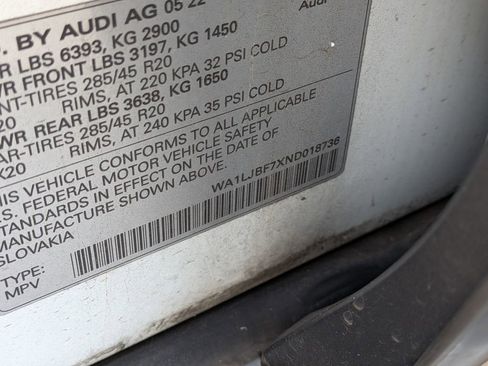 . BY AUDI AG 05 22 Audi
R LBS 6393, KG 2900
WR FRONT LBS 3197, KG 1450
NT-TIRES 285/45 R20
20 RIMS, AT 220 KPA 32 PSI COLD
WR REAR LBS 3638, KG 1650
AR-TIRES 285/45 R20
X20 RIMS, AT 240 KPA 35 PSI COLD
HIS VEHICLE CONFORMS TO ALL APPLICABLE
.S. FEDERAL MOTOR VEHICLE SAFETY
STANDARDS IN EFFECT ON THE DATE OF
MANUFACTURE SHOWN ABOVE.
SLOVAKIA
WA1LJBF7XND018736
TYPE:
MPV